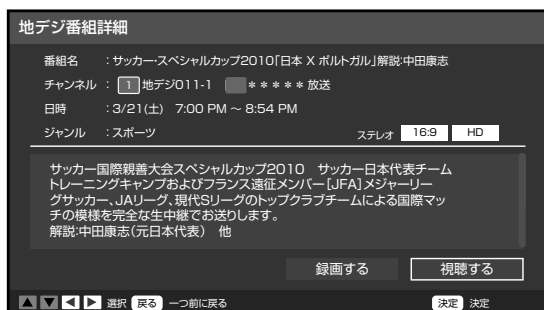 地デジ番組詳細
番組名 : サッカー・スペシャルカップ2010「日本 X ポルトガル」解説:中田康志
チャンネル : 1 地デジ011-1 ＊＊＊＊＊放送
日時 : 3/21(土) 7:00 PM ～ 8:54 PM
ジャンル : スポーツ ステレオ 16:9 HD
サッカー国際親善大会スペシャルカップ2010 サッカー日本代表チーム
トレーニングキャンプおよびフランス遠征メンバー[JFA]メジャーリー
グサッカー、JAリーグ、現代Sリーグのトップクラブチームによる国際マッ
チの模様を完全な生中継でお送りします。
解説:中田康志(元日本代表) 他
録画する 視聴する
▲ ▼ ◀ ▶ 選択 戻る 一つ前に戻る 決定 決定